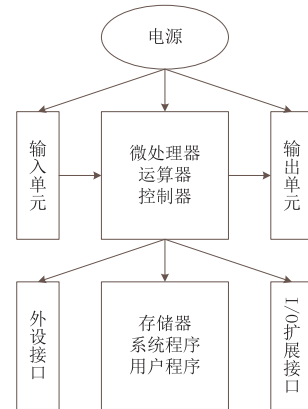 电源
输入单元
微处理器
运算器
控制器
输出单元
外设接口
存储器
系统程序
用户程序
I/O扩展接口